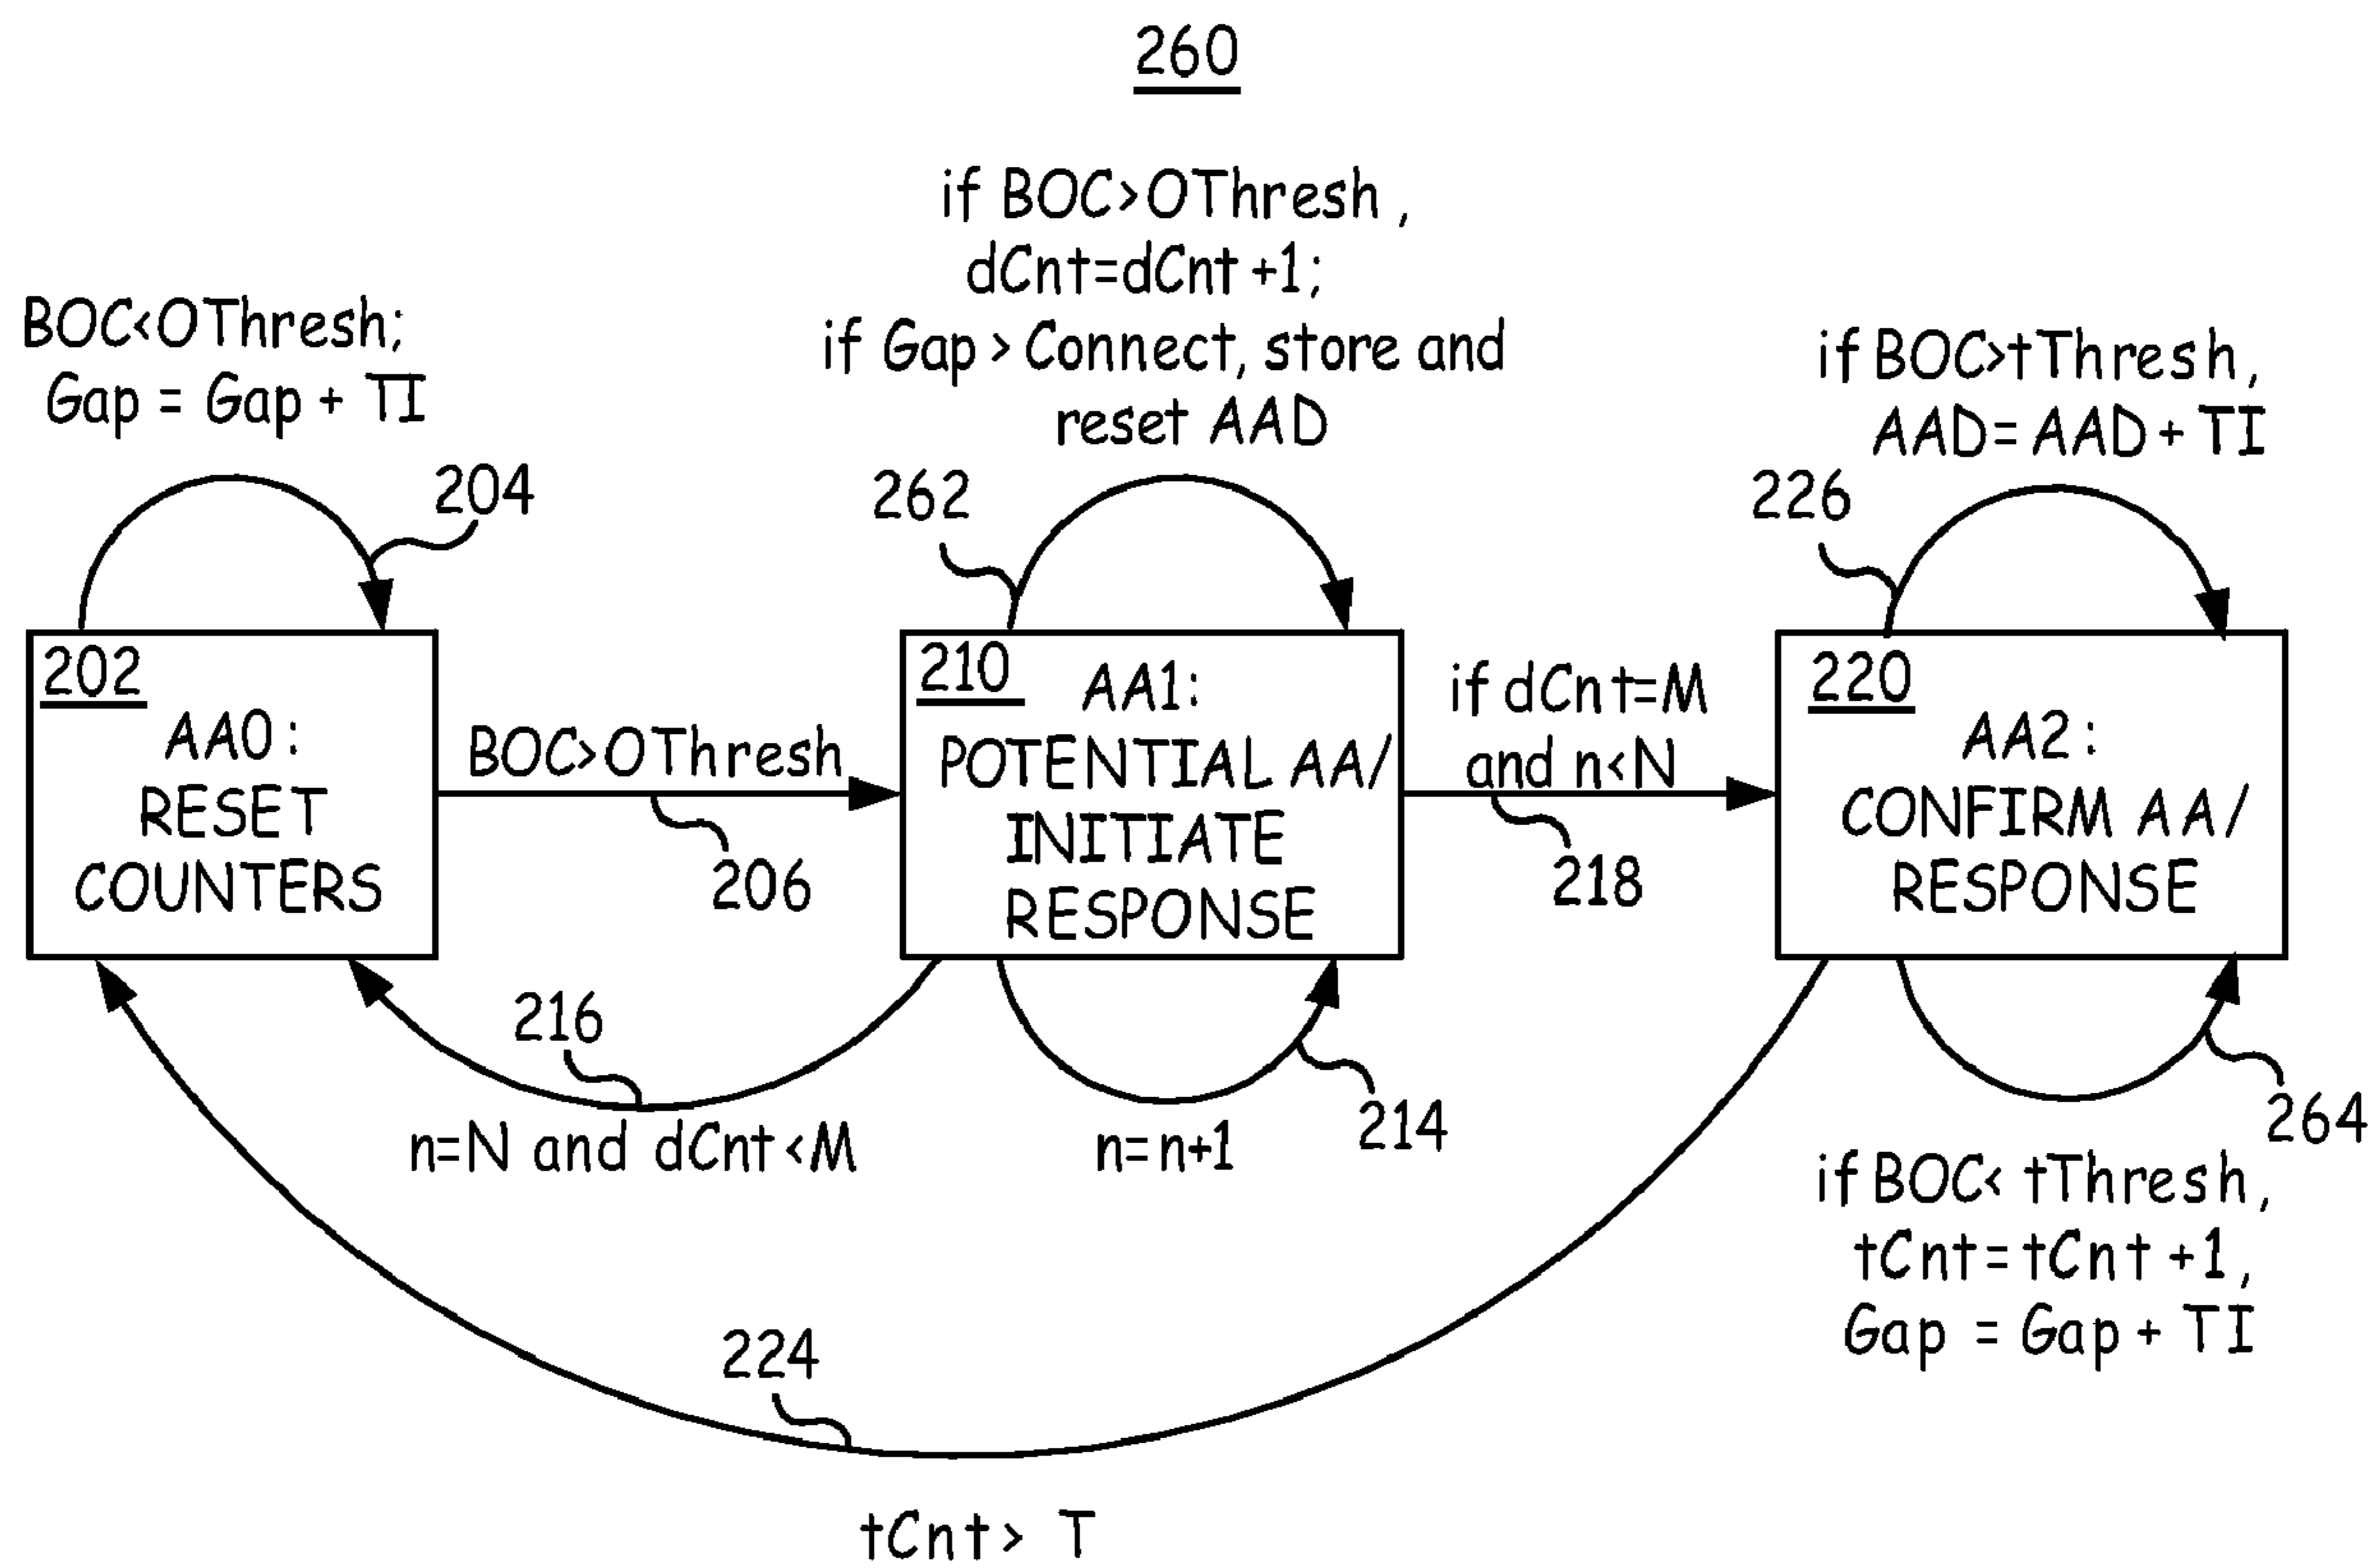 260
if BOC>OThresh,
dCnt=dCnt+1;
if Gap > Connect, store and
reset AAD
BOC<OThresh;
Gap = Gap + TI
204
262
if BOC>tThresh,
AAD = AAD + TI
226
202
AA0:
RESET
COUNTERS
BOC>OThresh
206
210
AA1:
POTENTIAL AA/
INITIATE
RESPONSE
if dCnt=M
and n<N
218
220
AA2:
CONFIRM AA/
RESPONSE
216
n=N and dCnt<M
n=n+1
214
264
if BOC< tThresh,
tCnt=tCnt+1,
Gap = Gap + TI
224
tCnt> T